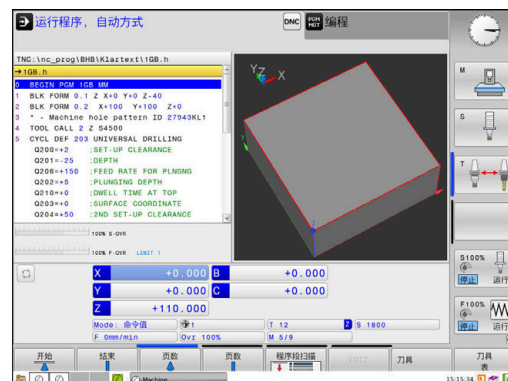 运行程序, 自动方式
DNC
PGM MGT
编程
TNC:\nc_prog\BHB\Klartext\1GB.h
→1GB.h
0 BEGIN PGM 1GB MM
1 BLK FORM 0.1 Z X+0 Y+0 Z-40
2 BLK FORM 0.2 X+100 Y+100 Z+0
3 * - Machine hole pattern ID 27943KL1
4 TOOL CALL 2 Z S4500
5 CYCL DEF 203 UNIVERSAL DRILLING
Q200=+2 ;SET-UP CLEARANCE
Q201=-25 ;DEPTH
Q206=+150 ;FEED RATE FOR PLNGNG
Q202=+5 ;PLUNGING DEPTH
Q210=+0 ;DWELL TIME AT TOP
Q203=+0 ;SURFACE COORDINATE
Q204=+50 ;2ND SET-UP CLEARANCE
Y Z X
100% S-OVR
100% F-OVR LIMIT 1
X +0.000 B +0.000
Y +0.000 C +0.000
Z +110.000
Mode: 命令值 1 T 12 Z S 1800
F 0mm/min Ovr 100% M 5/9
M
S
T
S100%
停止 运行
F100%
停止 运行
开始
结束
页数
页数
程序段扫描
EDIT
刀具
刀具
表
Machine
15:15:34